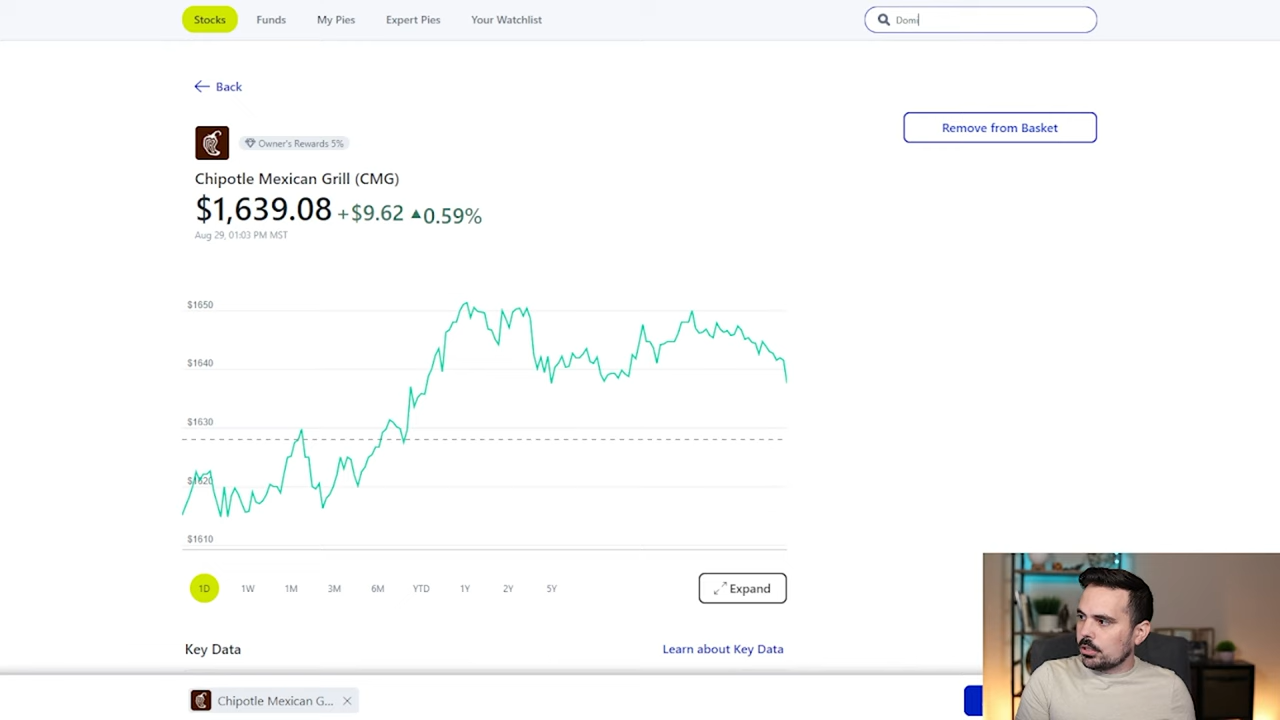 Stocks Funds My Pies Expert Pies Your Watchlist Domi
Back
Owner's Rewards 5%
Remove from Basket
Chipotle Mexican Grill (CMG)
$1,639.08 +$9.62 ▲0.59%
Aug 29, 01:03 PM MST
$1650
$1640
$1630
$1620
$1610
1D 1W 1M 3M 6M YTD 1Y 2Y 5Y Expand
Key Data Learn about Key Data
Chipotle Mexican G...